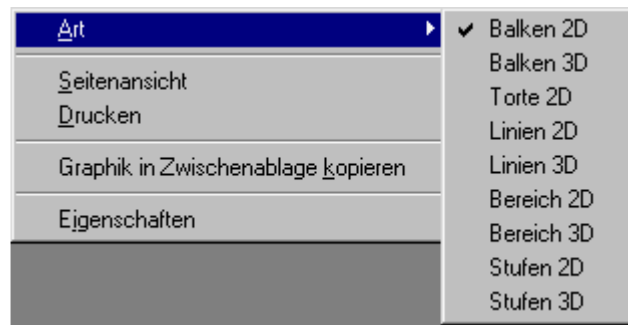 Art
Seitenansicht
Drucken
Graphik in Zwischenablage kopieren
Eigenschaften
Balken 2D
Balken 3D
Torte 2D
Linien 2D
Linien 3D
Bereich 2D
Bereich 3D
Stufen 2D
Stufen 3D